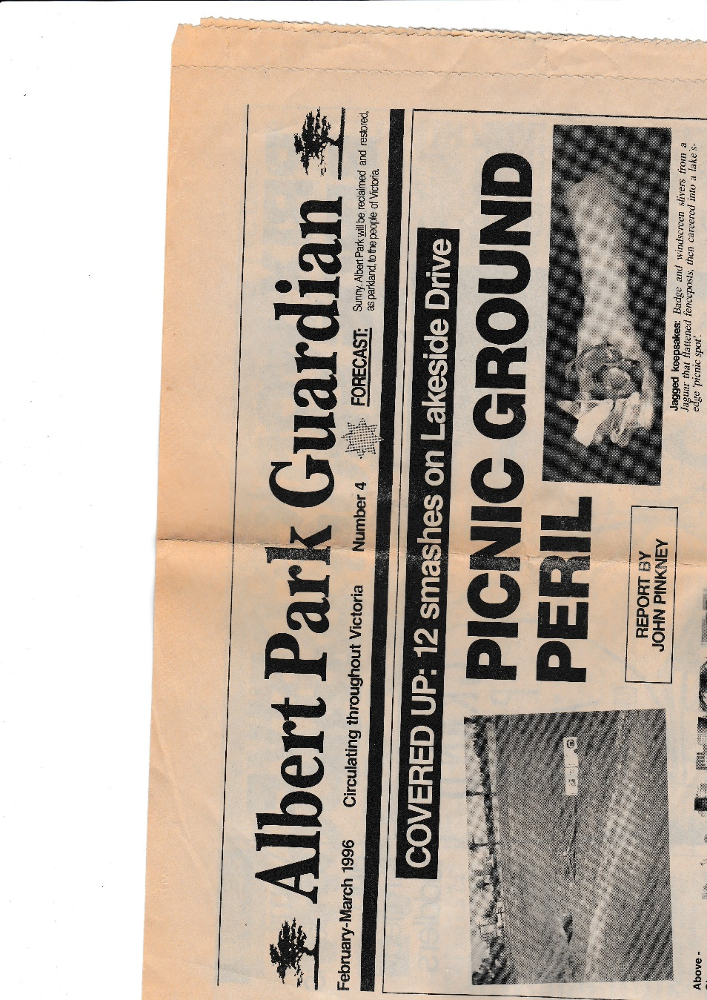 Albert Park Guardian
February-March 1996 Circulating throughout Victoria Number 4
FORECAST: Sunny. Albert Park will be reclaimed and restored,
as parkland, to the people of Victoria.
COVERED UP: 12 smashes on Lakeside Drive
PICNIC GROUND
PERIL
REPORT BY
JOHN PINKNEY
Jagged keepsakes: Badge and windscreen slivers from a
Jaguar that flattened fenceposts, then careered into a lake's-
edge 'picnic spot'.
Above -